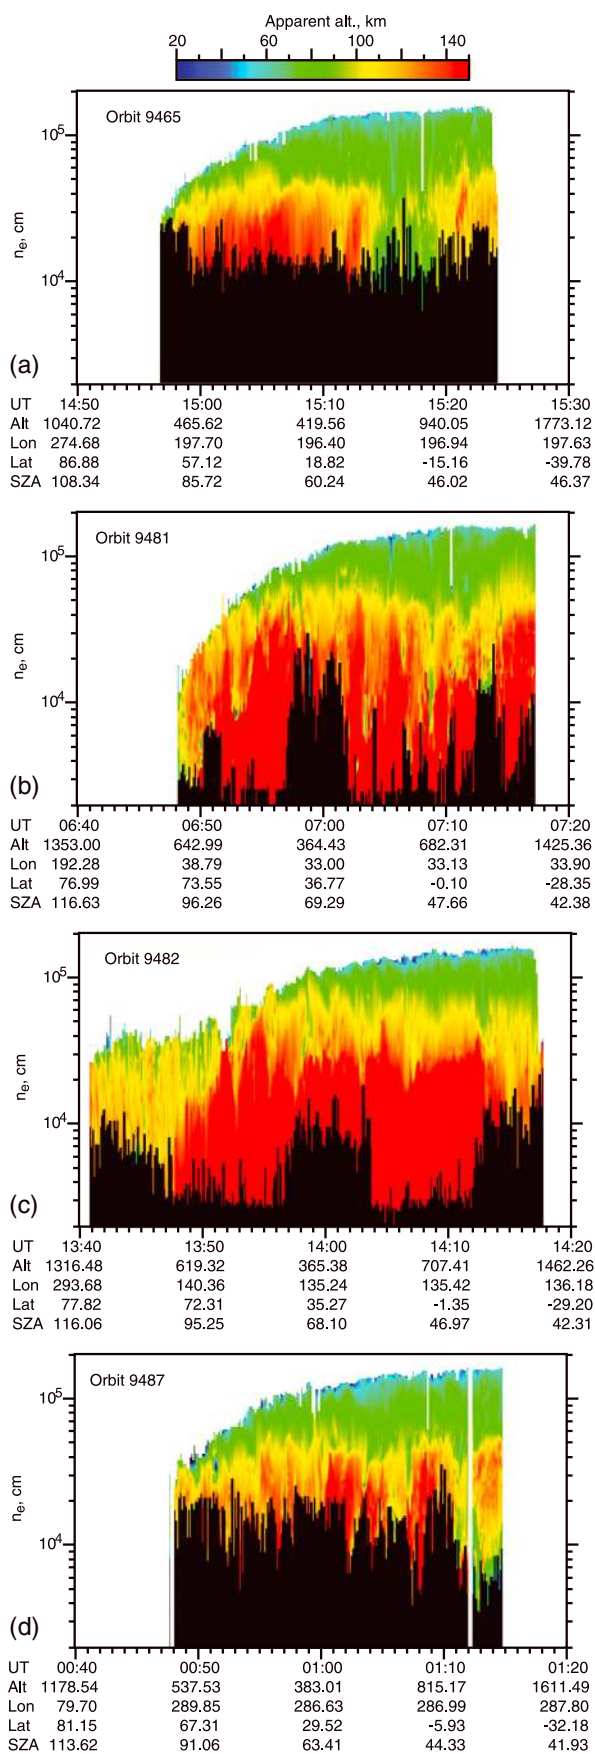 Apparent alt., km
20 60 100 140
Orbit 9465
10^5
n_e, cm
10^4
(a)
UT 14:50 15:00 15:10 15:20 15:30
Alt 1040.72 465.62 419.56 940.05 1773.12
Lon 274.68 197.70 196.40 196.94 197.63
Lat 86.88 57.12 18.82 -15.16 -39.78
SZA 108.34 85.72 60.24 46.02 46.37
Orbit 9481
10^5
n_e, cm
10^4
(b)
UT 06:40 06:50 07:00 07:10 07:20
Alt 1353.00 642.99 364.43 682.31 1425.36
Lon 192.28 38.79 33.00 33.13 33.90
Lat 76.99 73.55 36.77 -0.10 -28.35
SZA 116.63 96.26 69.29 47.66 42.38
Orbit 9482
10^5
n_e, cm
10^4
(c)
UT 13:40 13:50 14:00 14:10 14:20
Alt 1316.48 619.32 365.38 707.41 1462.26
Lon 293.68 140.36 135.24 135.42 136.18
Lat 77.82 72.31 35.27 -1.35 -29.20
SZA 116.06 95.25 68.10 46.97 42.31
Orbit 9487
10^5
n_e, cm
10^4
(d)
UT 00:40 00:50 01:00 01:10 01:20
Alt 1178.54 537.53 383.01 815.17 1611.49
Lon 79.70 289.85 286.63 286.99 287.80
Lat 81.15 67.31 29.52 -5.93 -32.18
SZA 113.62 91.06 63.41 44.33 41.93